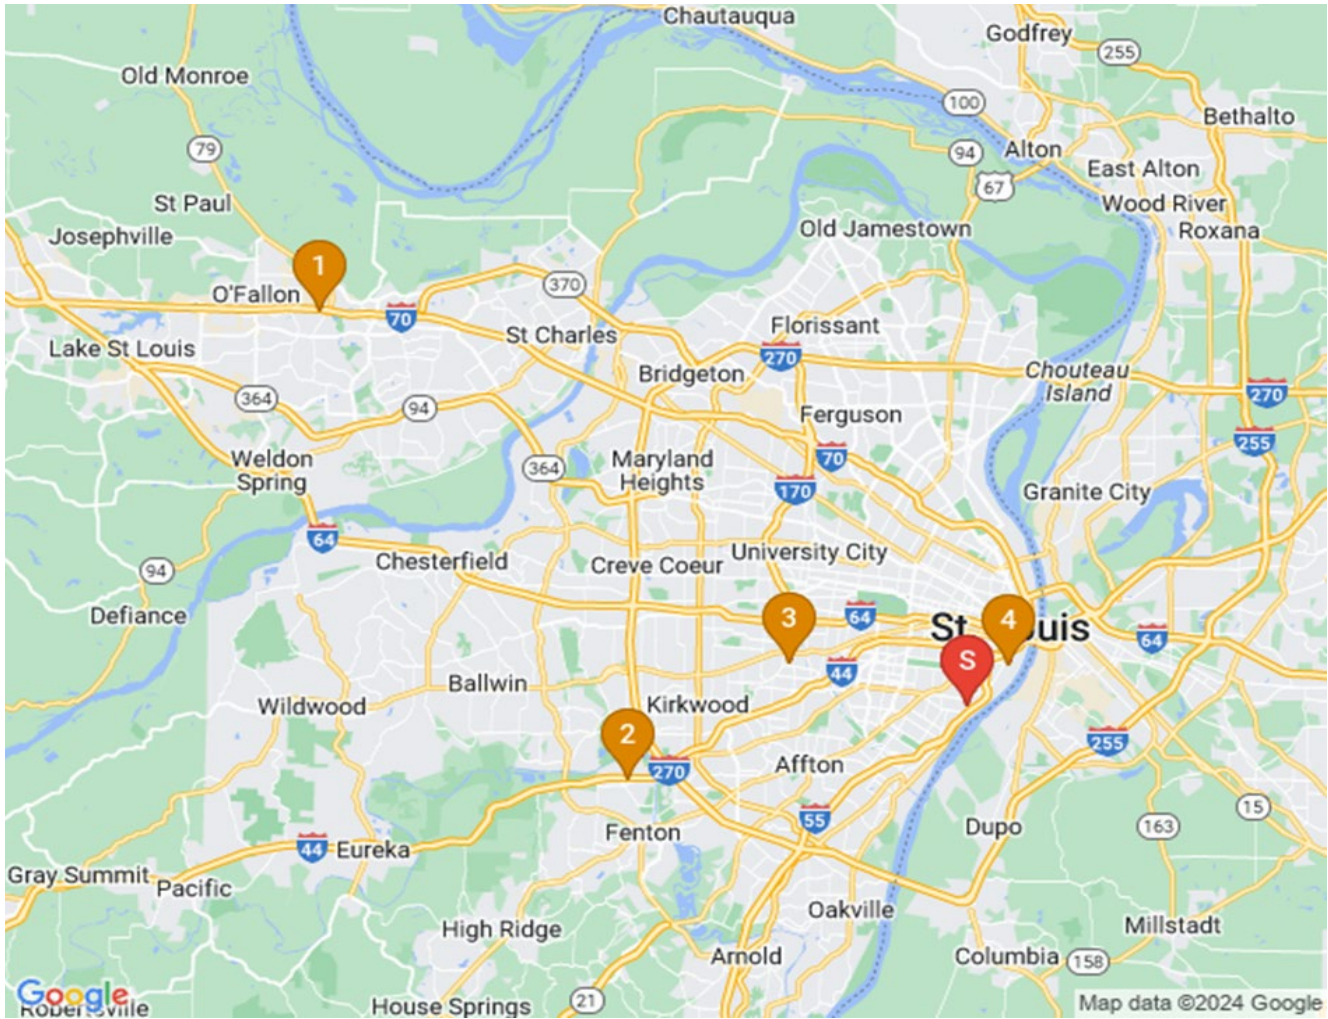 Chautauqua
Godfrey
255
Old Monroe
100
Bethalto
79
94
Alton
East Alton
67
St Paul
Wood River
Josephville
Old Jamestown
Roxana
1
O'Fallon
370
70
Florissant
St Charles
Lake St Louis
270
Bridgeton
Chouteau
Island
364
94
270
Ferguson
255
70
Weldon
Spring
364
Maryland
Heights
170
Granite City
64
University City
Chesterfield
Creve Coeur
94
Defiance
3
64
St
4
uis
64
S
44
Ballwin
Wildwood
Kirkwood
2
255
270
Affton
15
55
Dupo
163
Fenton
44
Eureka
Gray Summit
Pacific
Oakville
High Ridge
Millstadt
Arnold
Columbia
158
Google
Robertsville
House Springs
21
Map data ©2024 Google